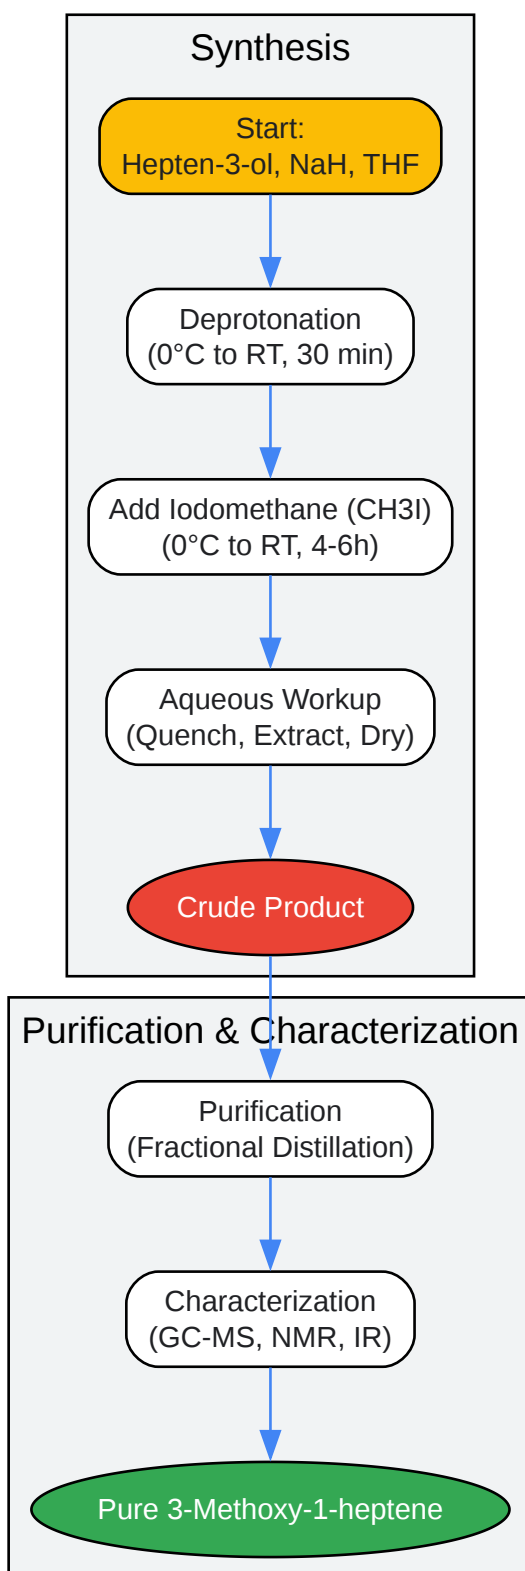 Synthesis
Start:
Hepten-3-ol, NaH, THF
Deprotonation
(0°C to RT, 30 min)
Add Iodomethane (CH3I)
(0°C to RT, 4-6h)
Aqueous Workup
(Quench, Extract, Dry)
Crude Product
Purification & Characterization
Purification
(Fractional Distillation)
Characterization
(GC-MS, NMR, IR)
Pure 3-Methoxy-1-heptene